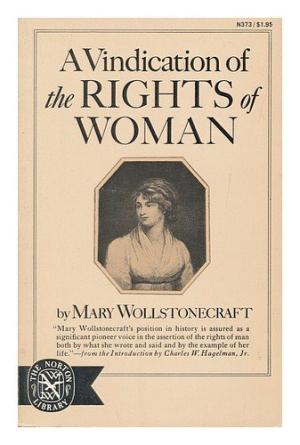 N373/$1.95
A Vindication of
the RIGHTS of
WOMAN
by MARY WOLLSTONECRAFT
"Mary Wollstonecraft's position in history is assured as a
significant pioneer voice in the assertion of the rights of man
both by what she wrote and said and by the example of her
life."—from the Introduction by Charles W. Hagelman, Jr.
THE NORTON
LIBRARY